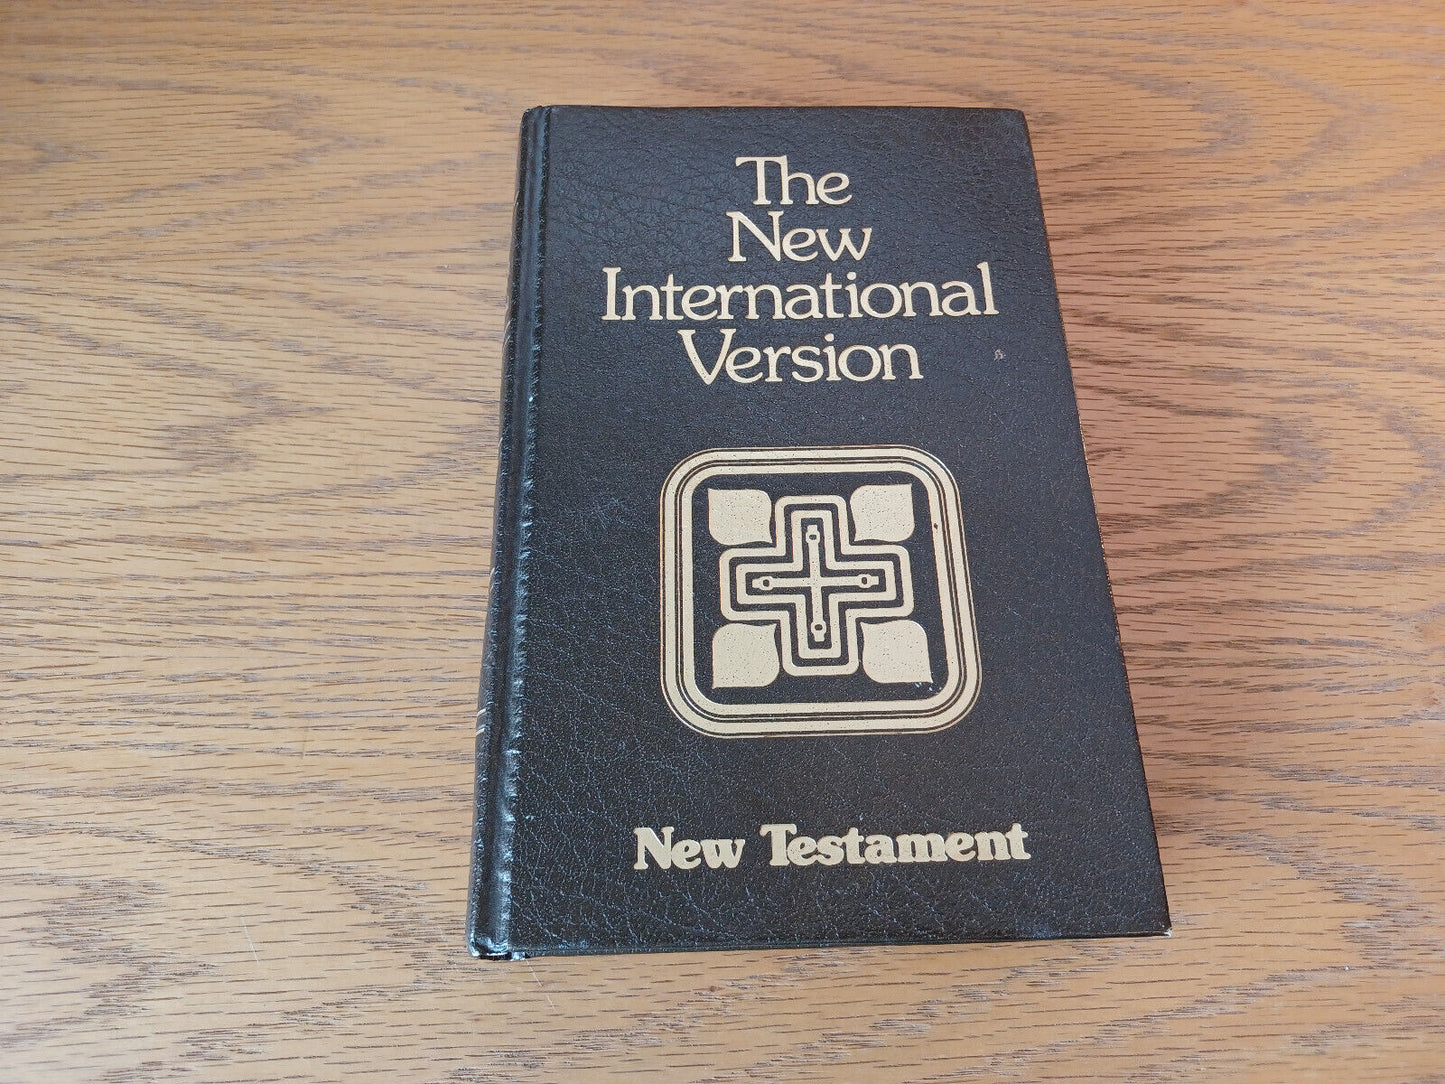 The
New
International
Version
New Testament